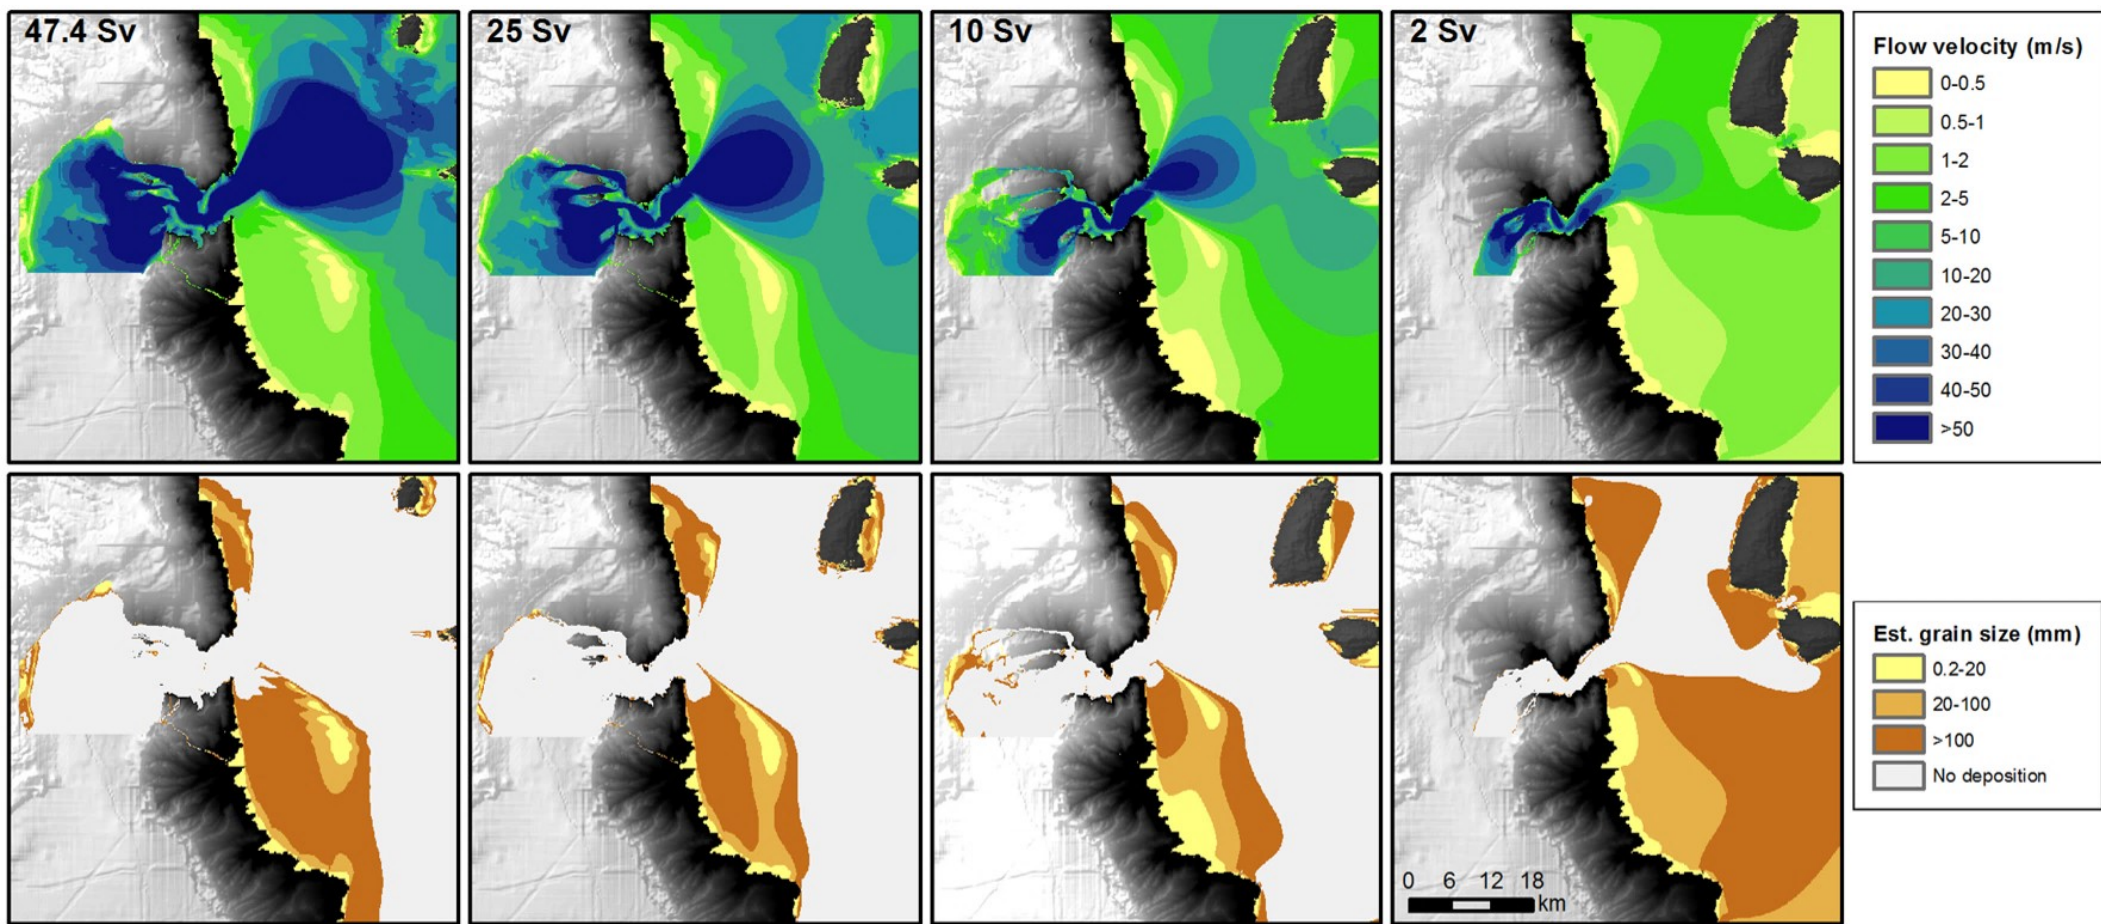 47.4 Sv
25 Sv
10 Sv
2 Sv
Flow velocity (m/s)
0-0.5
0.5-1
1-2
2-5
5-10
10-20
20-30
30-40
40-50
>50
Est. grain size (mm)
0.2-20
20-100
>100
No deposition
0 6 12 18
km